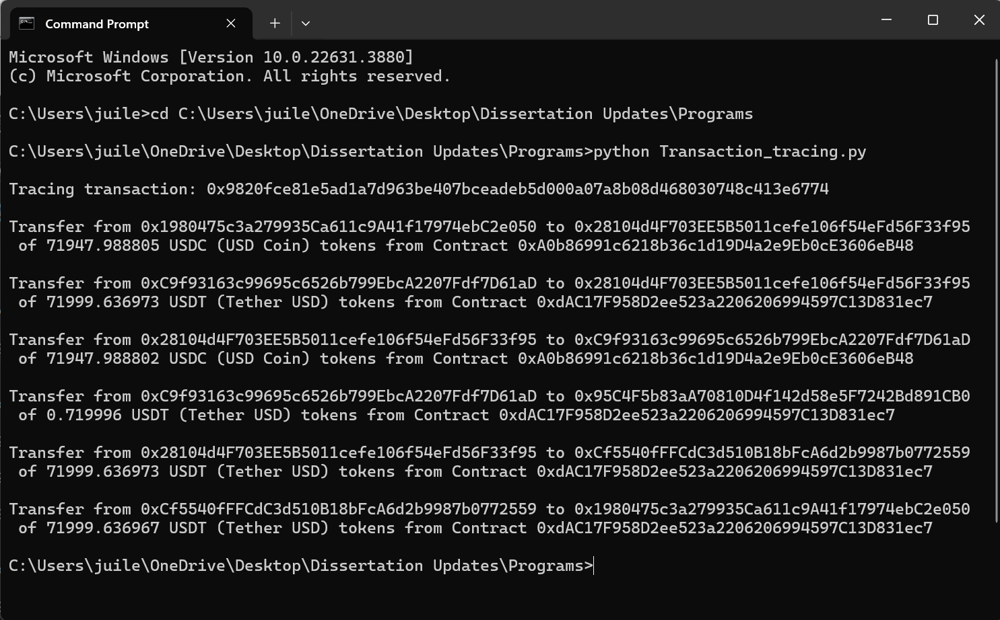 Command Prompt
Microsoft Windows [Version 10.0.22631.3880]
(c) Microsoft Corporation. All rights reserved.
C:\Users\juile>cd C:\Users\juile\OneDrive\Desktop\Dissertation Updates\Programs
C:\Users\juile\OneDrive\Desktop\Dissertation Updates\Programs>python Transaction_tracing.py
Tracing transaction: 0x9820fce81e5ad1a7d963be407bceadeb5d000a07a8b08d468030748c413e6774
Transfer from 0x1980475c3a279935Ca611c9A41f17974ebC2e050 to 0x28104d4F703EE5B5011cefe106f54eFd56F33f95
of 71947.988805 USDC (USD Coin) tokens from Contract 0xA0b86991c6218b36c1d19D4a2e9Eb0cE3606eB48
Transfer from 0xC9f93163c99695c6526b799EbcA2207Fdf7D61aD to 0x28104d4F703EE5B5011cefe106f54eFd56F33f95
of 71999.636973 USDT (Tether USD) tokens from Contract 0xdAC17F958D2ee523a2206206994597C13D831ec7
Transfer from 0x28104d4F703EE5B5011cefe106f54eFd56F33f95 to 0xC9f93163c99695c6526b799EbcA2207Fdf7D61aD
of 71947.988802 USDC (USD Coin) tokens from Contract 0xA0b86991c6218b36c1d19D4a2e9Eb0cE3606eB48
Transfer from 0xC9f93163c99695c6526b799EbcA2207Fdf7D61aD to 0x95C4F5b83aA70810D4f142d58e5F7242Bd891CB0
of 0.719996 USDT (Tether USD) tokens from Contract 0xdAC17F958D2ee523a2206206994597C13D831ec7
Transfer from 0x28104d4F703EE5B5011cefe106f54eFd56F33f95 to 0xCf5540fFFCdC3d510B18bFcA6d2b9987b0772559
of 71999.636973 USDT (Tether USD) tokens from Contract 0xdAC17F958D2ee523a2206206994597C13D831ec7
Transfer from 0xCf5540fFFCdC3d510B18bFcA6d2b9987b0772559 to 0x1980475c3a279935Ca611c9A41f17974ebC2e050
of 71999.636967 USDT (Tether USD) tokens from Contract 0xdAC17F958D2ee523a2206206994597C13D831ec7
C:\Users\juile\OneDrive\Desktop\Dissertation Updates\Programs>